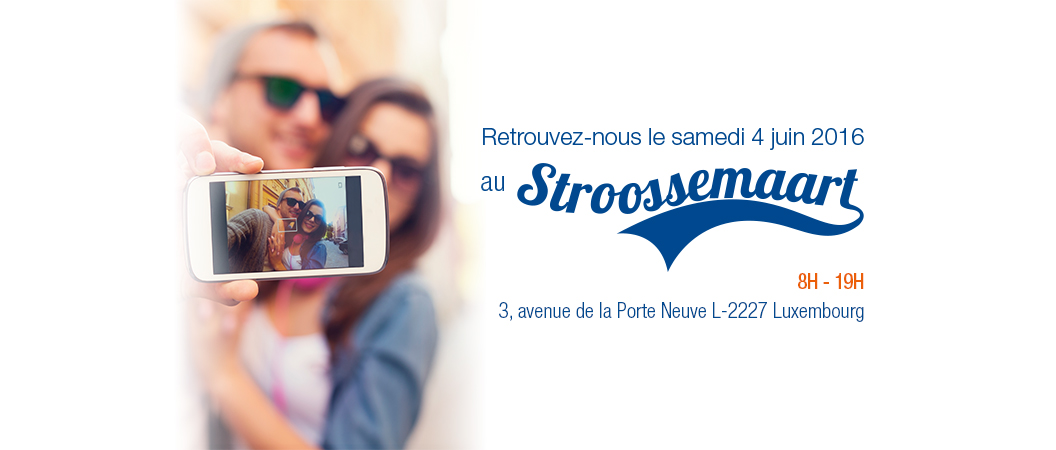 Retrouvez-nous le samedi 4 juin 2016
au Stroossemaart
8H - 19H
3, avenue de la Porte Neuve L-2227 Luxembourg